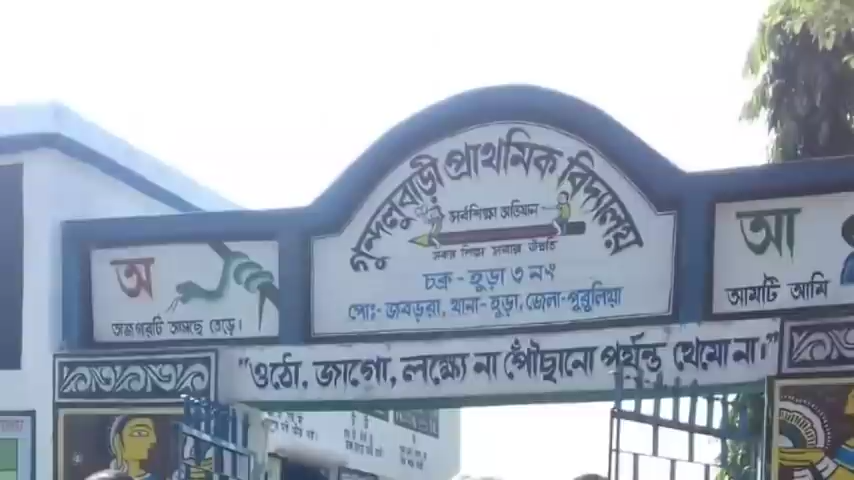 গুন্দলুবাড়ী প্রাথমিক বিদ্যালয়
সর্বশিক্ষা অভিযান
সবার শিক্ষা সবার উন্নতি
চক্র - হুড়া ৩ নং
পোঃ- জবড়রা, থানা- হুড়া, জেলা- পুরুলিয়া
অ
অজগরটি আসছে তেড়ে।
আ
আমটি আমি
"ওঠো, জাগো, লক্ষ্যে না পৌঁছানো পর্যন্ত থেমো না।"